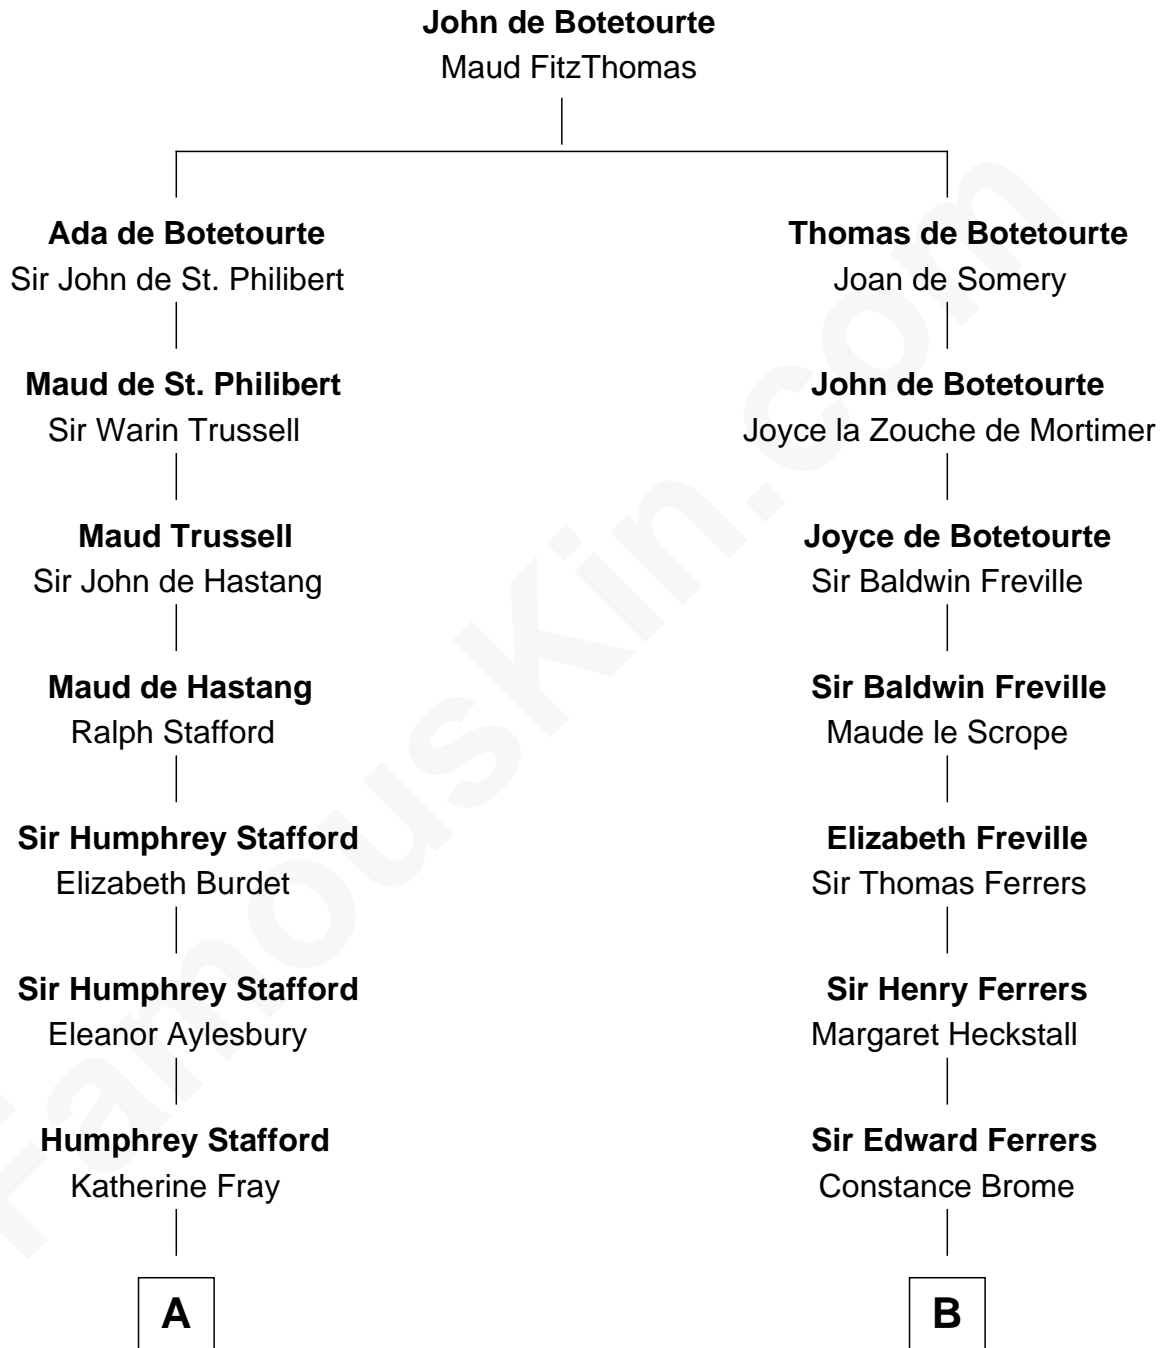 John de Botetourte
Maud FitzThomas
Ada de Botetourte
Sir John de St. Philibert
Thomas de Botetourte
Joan de Somery
Maud de St. Philibert
Sir Warin Trussell
John de Botetourte
Joyce la Zouche de Mortimer
Maud Trussell
Sir John de Hastang
Joyce de Botetourte
Sir Baldwin Freville
Maud de Hastang
Ralph Stafford
Sir Baldwin Freville
Maude le Scrope
Sir Humphrey Stafford
Elizabeth Burdet
Elizabeth Freville
Sir Thomas Ferrers
Sir Humphrey Stafford
Eleanor Aylesbury
Sir Henry Ferrers
Margaret Heckstall
Humphrey Stafford
Katherine Fray
Sir Edward Ferrers
Constance Brome
A
B
FamousKin.com